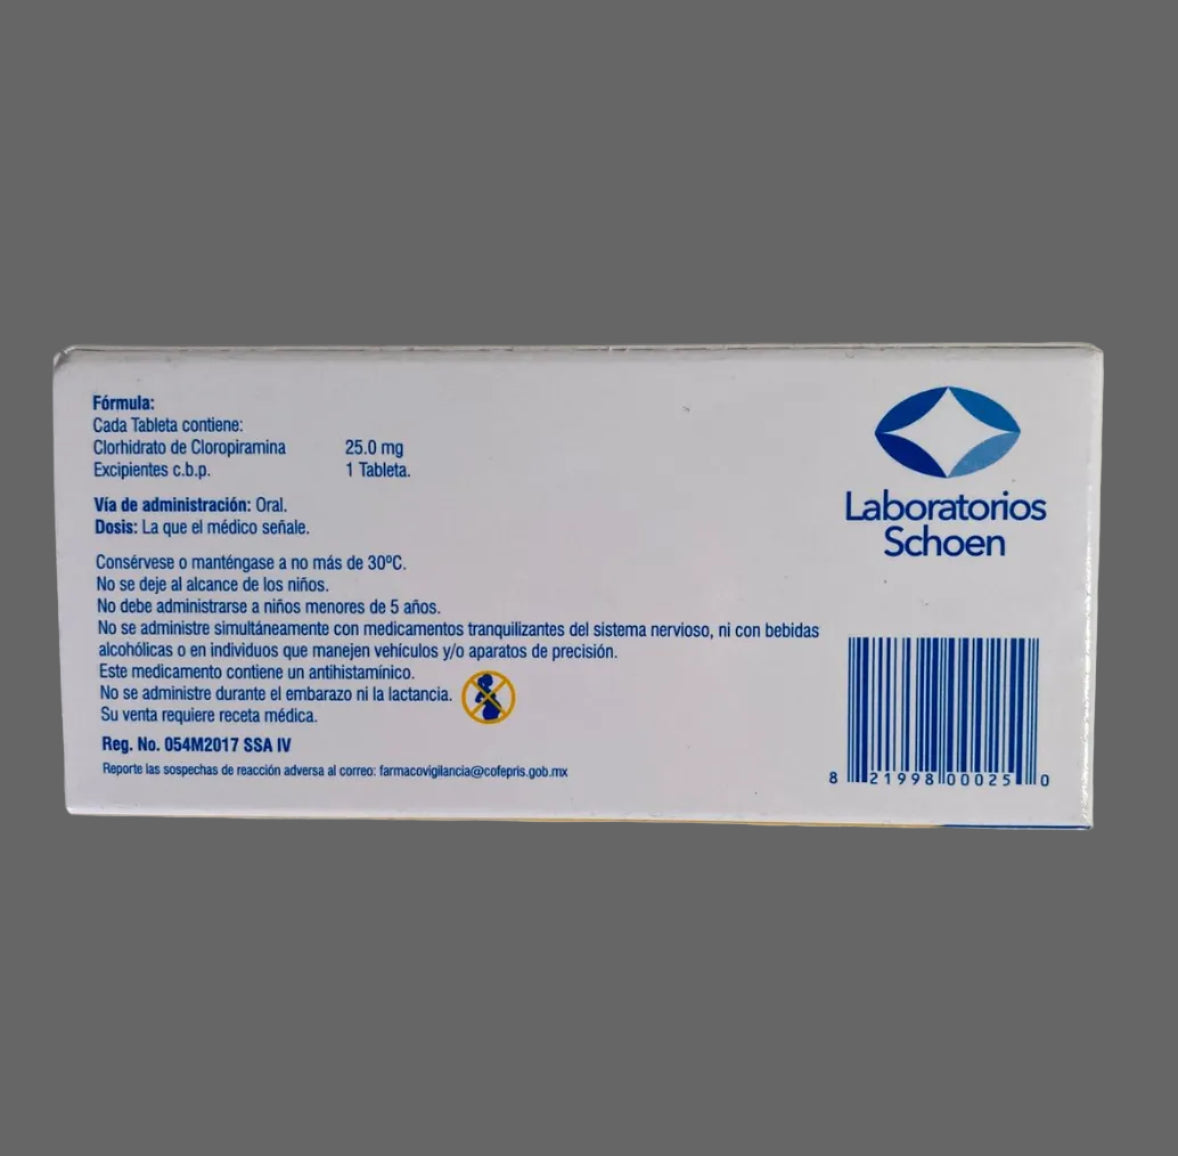 Fórmula:
Cada Tableta contiene:
Clorhidrato de Cloropiramina 25.0 mg
Excipientes c.b.p. 1 Tableta.
Vía de administración: Oral.
Dosis: La que el médico señale.
Consérvese o manténgase a no más de 30ºC.
No se deje al alcance de los niños.
No debe administrarse a niños menores de 5 años.
No se administre simultáneamente con medicamentos tranquilizantes del sistema nervioso, ni con bebidas
alcohólicas o en individuos que manejen vehículos y/o aparatos de precisión.
Este medicamento contiene un antihistamínico.
No se administre durante el embarazo ni la lactancia.
Su venta requiere receta médica.
Reg. No. 054M2017 SSA IV
Reporte las sospechas de reacción adversa al correo: farmacovigilancia@cofepris.gob.mx
Laboratorios
Schoen
8 21998 00025 0